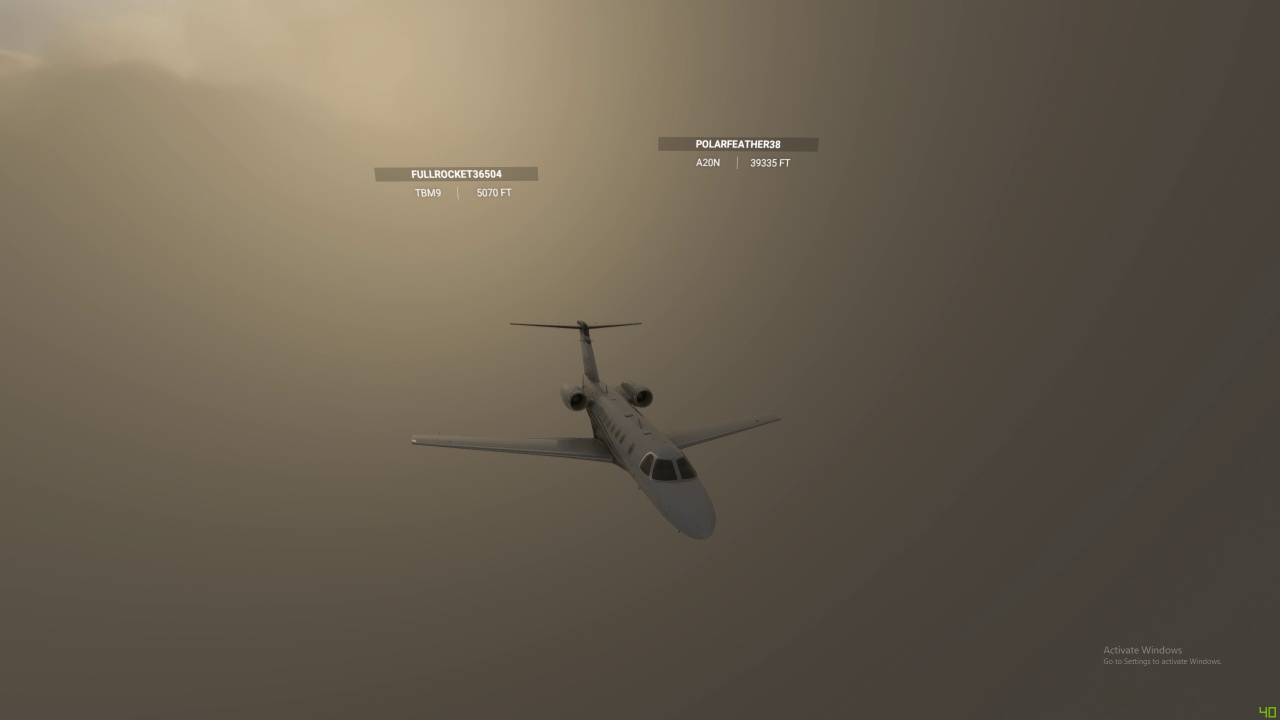 POLARFEATHER38
A20N | 39335 FT
FULLROCKET36504
TBM9 | 5070 FT
Activate Windows
Go to Settings to activate Windows.
40